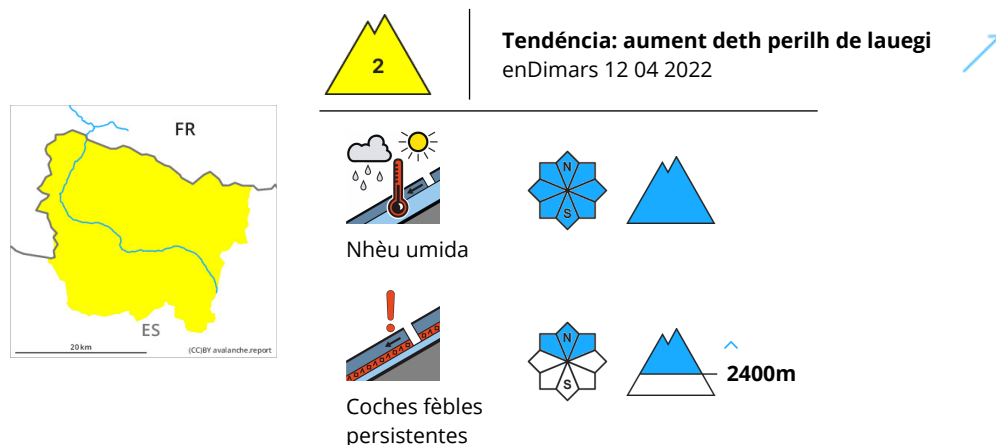 2
Tendéncia: aument deth perilh de lauegi
enDimars 12 04 2022
FR
ES
20 km
(CC)BY avalanche.report
N
S
Nhèu umida
N
S
2400m
Coches fèbles
persistentes